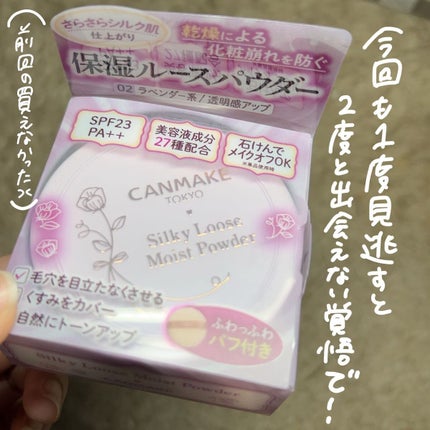 さらさらシルク肌
仕上がり
乾燥による
化粧崩れを防ぐ
保湿ルースパウダー
02 ラベンダー系/透明感アップ
SPF23
PA++
美容液成分
27種配合
石けんで
メイクオフOK
CANMAKE
TOKYO
Silky Loose
Moist Powder
毛穴を目立たなくさせる
くすみをカバー
自然にトーンアップ
ふわっふわ
パフ付き
Silky Loose Moist Powder
今回も1度見逃すと
2度と出会えない覚悟で!
(前回の買えなかった